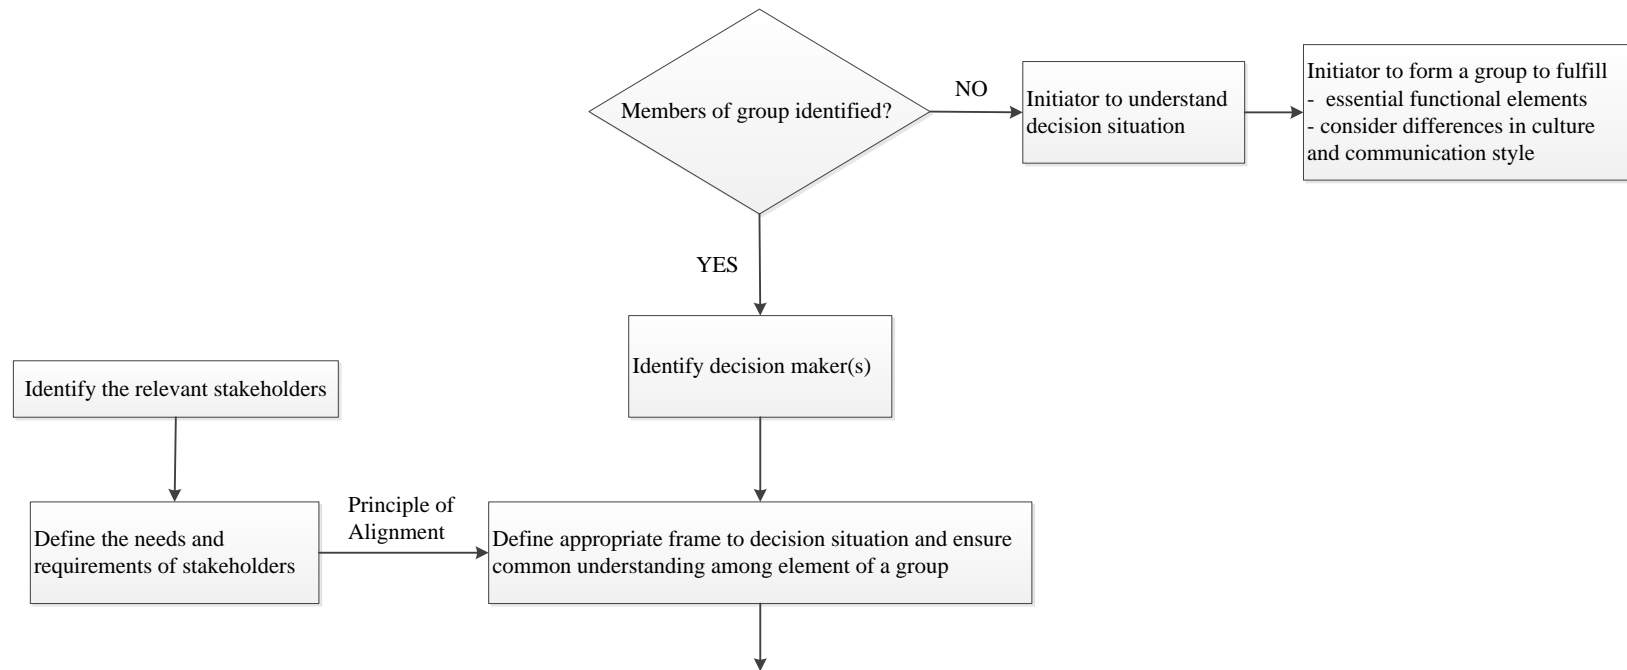 Members of group identified?
NO
Initiator to understand
decision situation
Initiator to form a group to fulfill
- essential functional elements
- consider differences in culture
and communication style
YES
Identify decision maker(s)
Identify the relevant stakeholders
Define the needs and
requirements of stakeholders
Principle of
Alignment
Define appropriate frame to decision situation and ensure
common understanding among element of a group